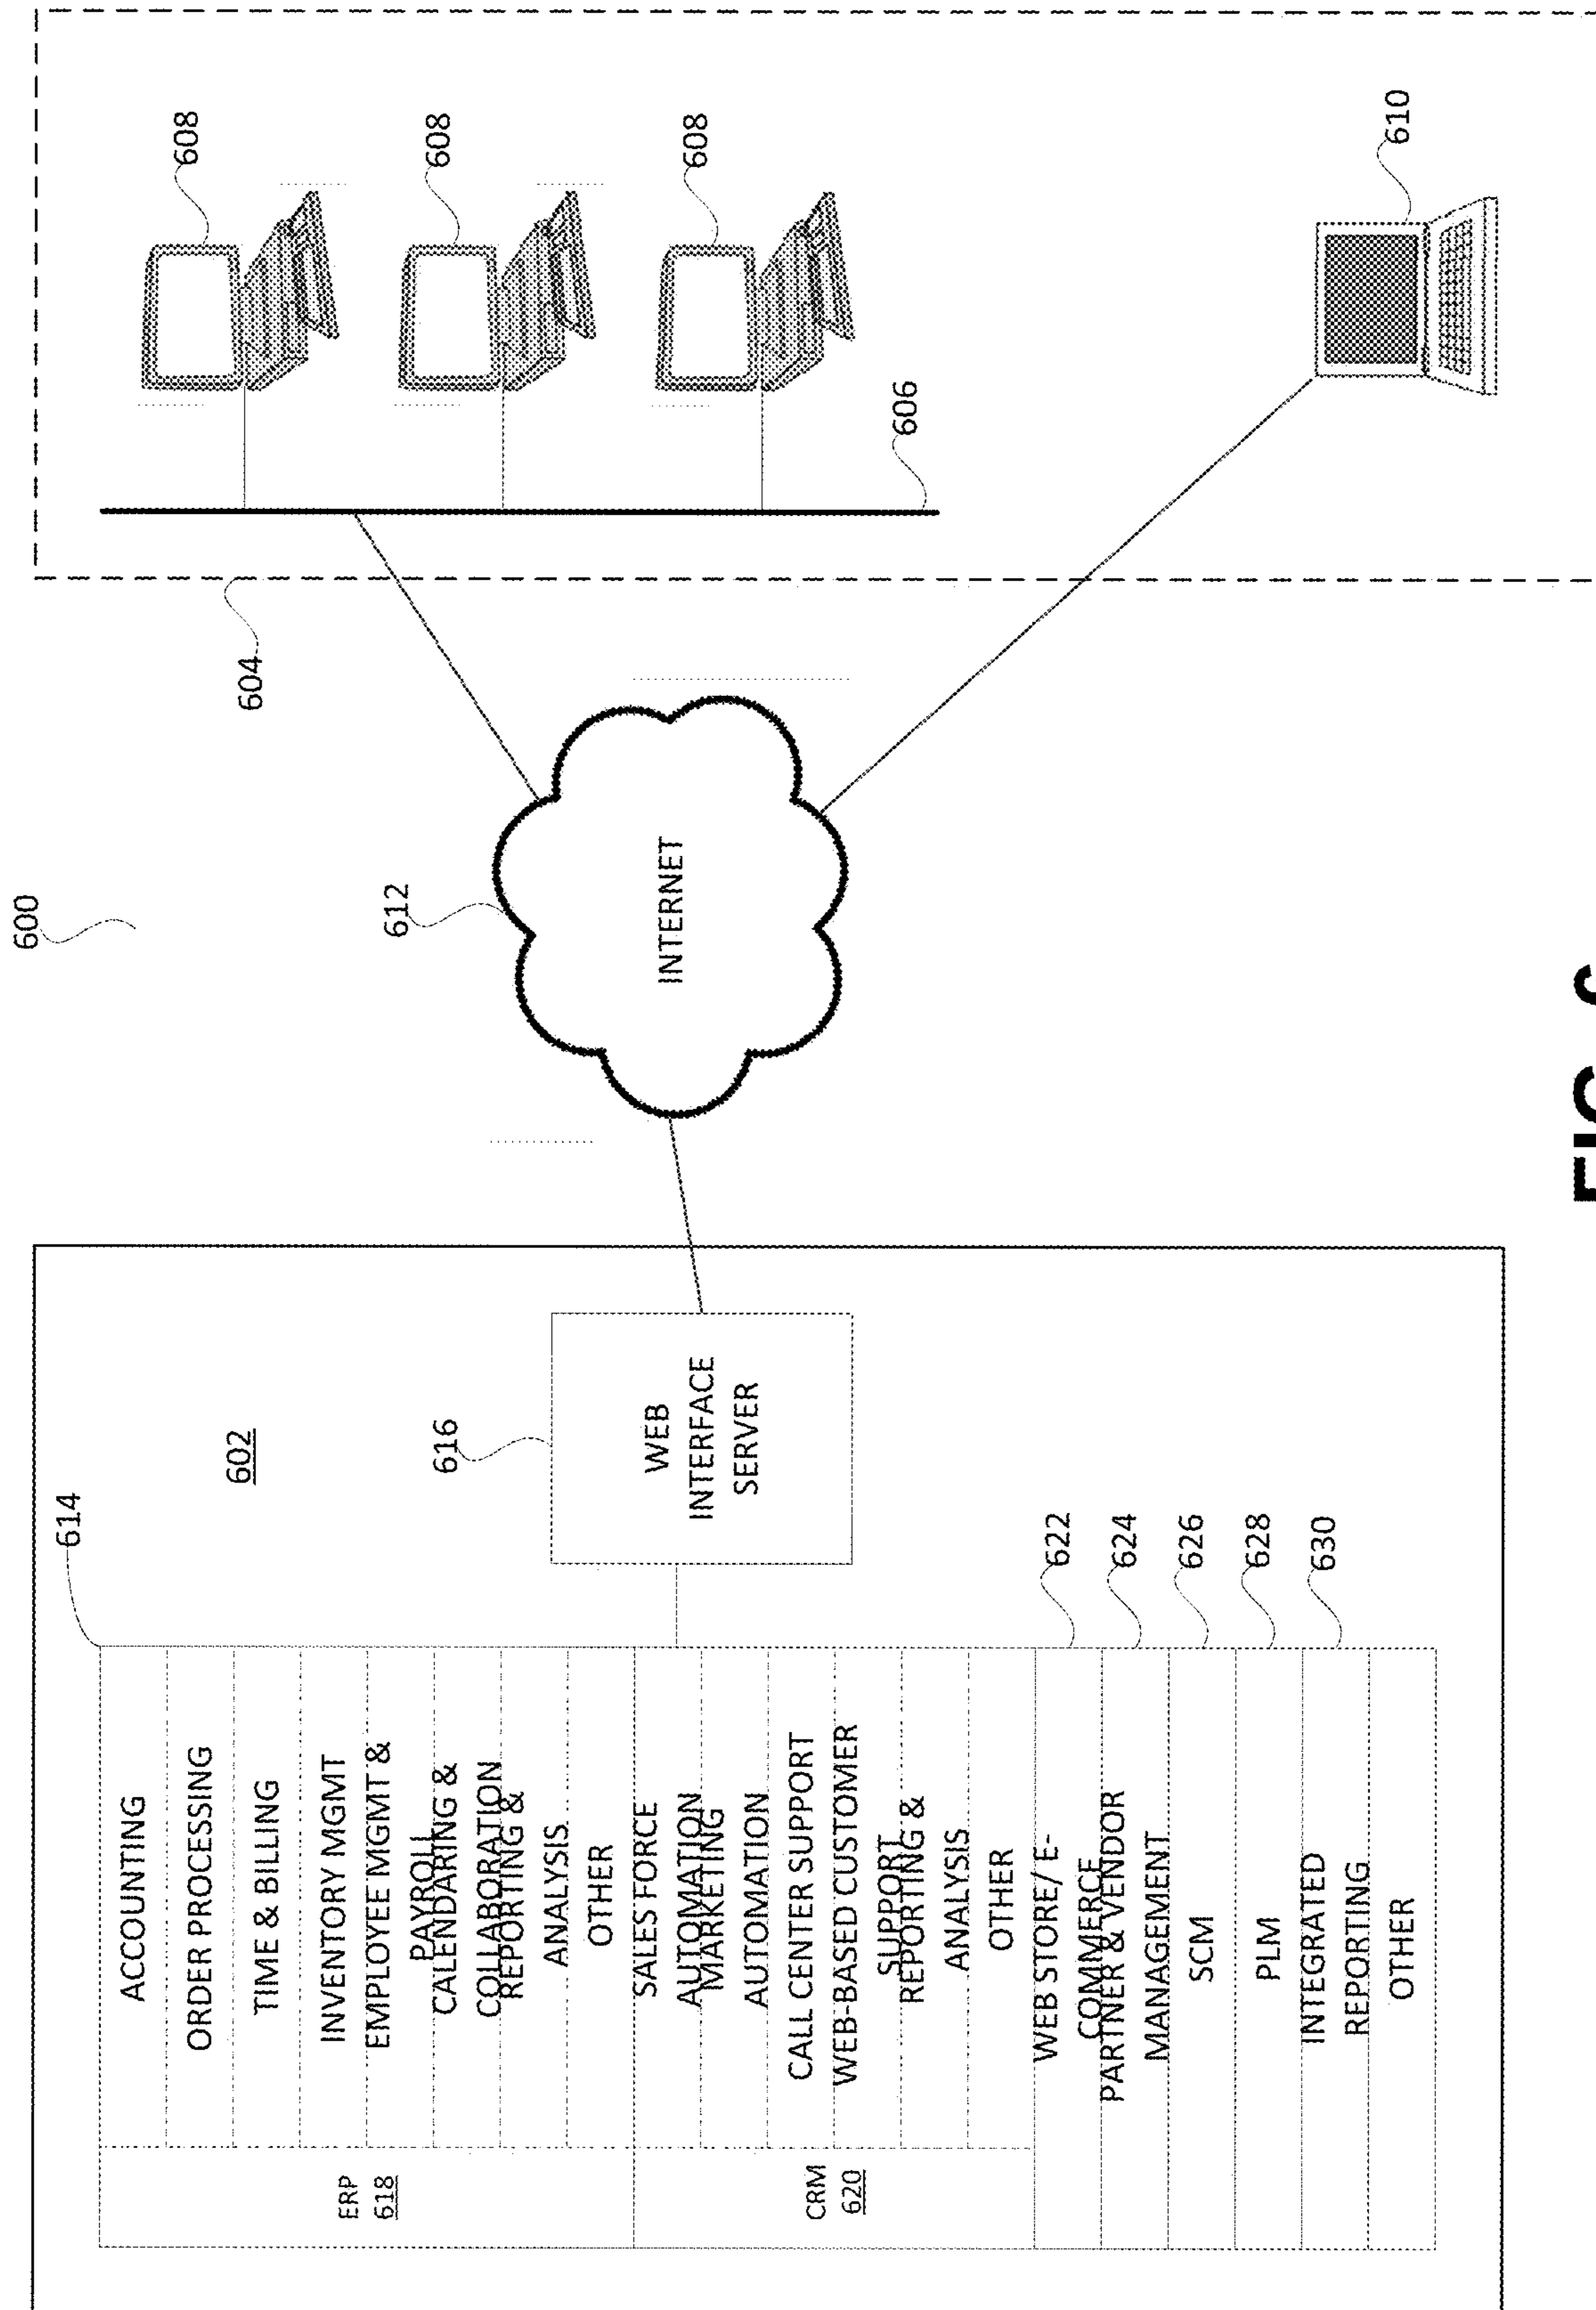 600
602
614
ACCOUNTING
ORDER PROCESSING
TIME & BILLING
INVENTORY MGMT
EMPLOYEE MGMT &
PAYROLL
CALENDARING &
COLLABORATION
REPORTING &
ANALYSIS
OTHER
ERP
618
SALES FORCE
AUTOMATION
MARKETING
AUTOMATION
CALL CENTER SUPPORT
WEB-BASED CUSTOMER
SUPPORT
REPORTING &
ANALYSIS
OTHER
CRM
620
WEB STORE/ E-
COMMERCE
622
PARTNER & VENDOR
MANAGEMENT
624
SCM
626
PLM
628
INTEGRATED
REPORTING
630
OTHER
616
WEB
INTERFACE
SERVER
612
INTERNET
604
606
608
608
608
610